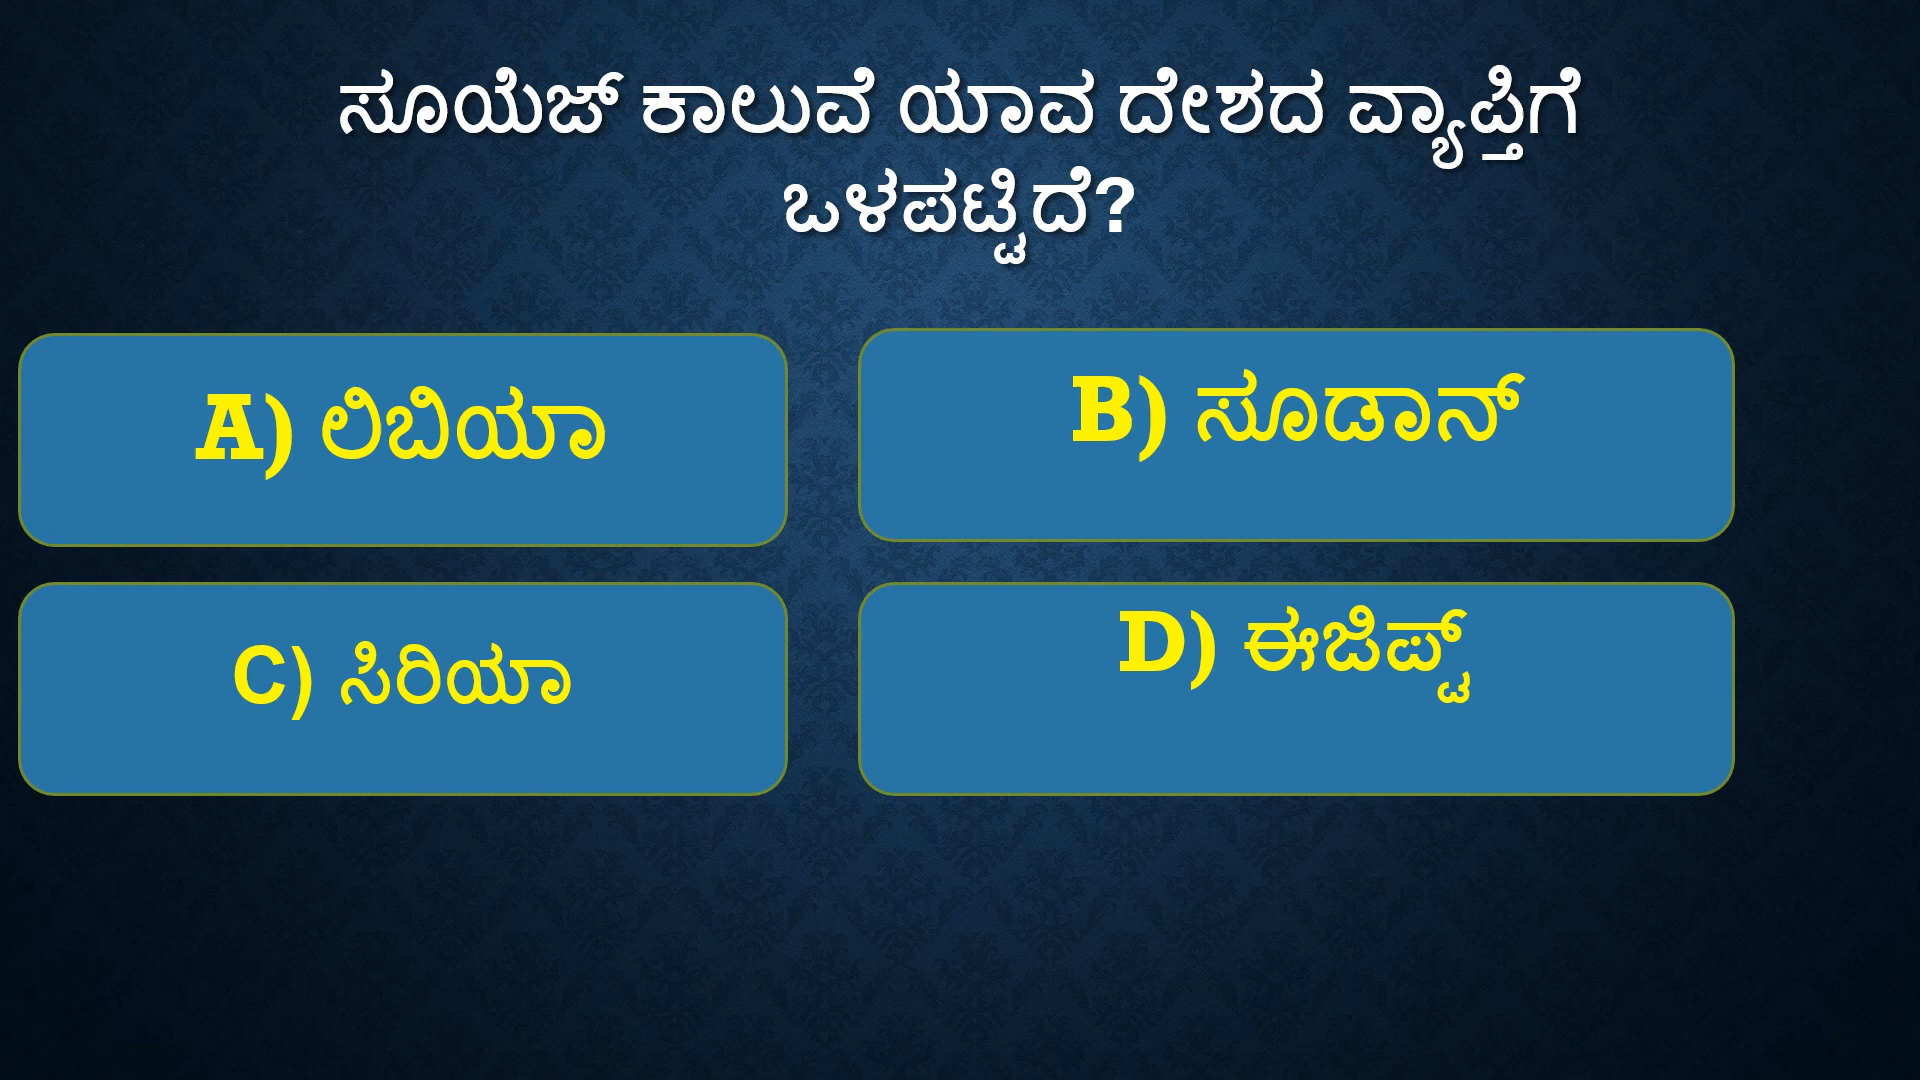 ಸೂಯೆಜ್ ಕಾಲುವೆ ಯಾವ ದೇಶದ ವ್ಯಾಪ್ತಿಗೆ
ಒಳಪಟ್ಟಿದೆ?
A) ಲಿಬಿಯಾ
B) ಸೂಡಾನ್
C) ಸಿರಿಯಾ
D) ಈಜಿಪ್ಟ್